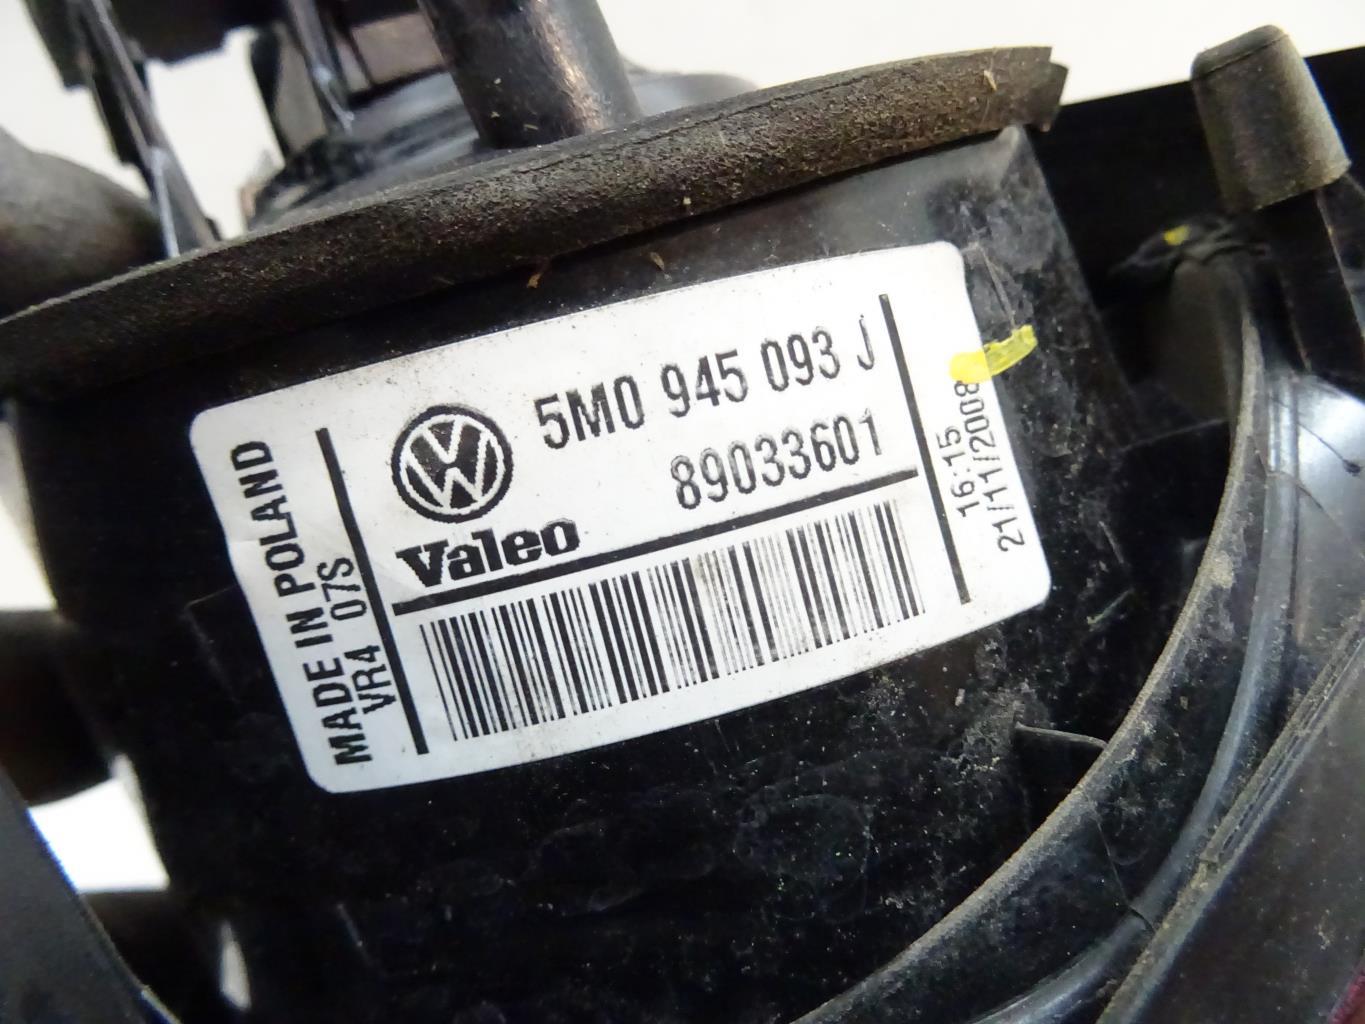 MADE IN POLAND
VR4 07S
5M0 945 093 J
89033601
Valeo
16:15
21/11/2008